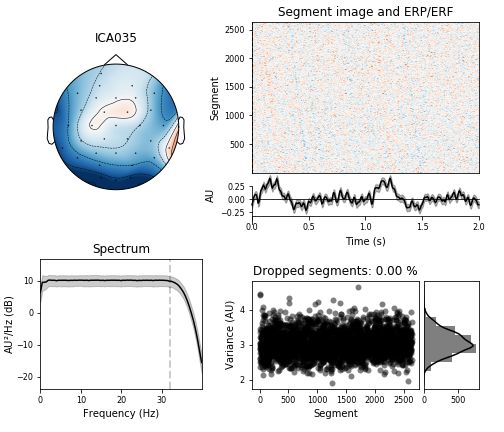 ICA035
Segment image and ERP/ERF
Segment
2500
2000
1500
1000
500
AU
0.25
0.00
−0.25
0.0 0.5 1.0 1.5 2.0
Time (s)
Spectrum
AU²/Hz (dB)
10
0
−10
−20
0 10 20 30
Frequency (Hz)
Dropped segments: 0.00 %
Variance (AU)
4
3
2
0 500 1000 1500 2000 2500
Segment
0 500